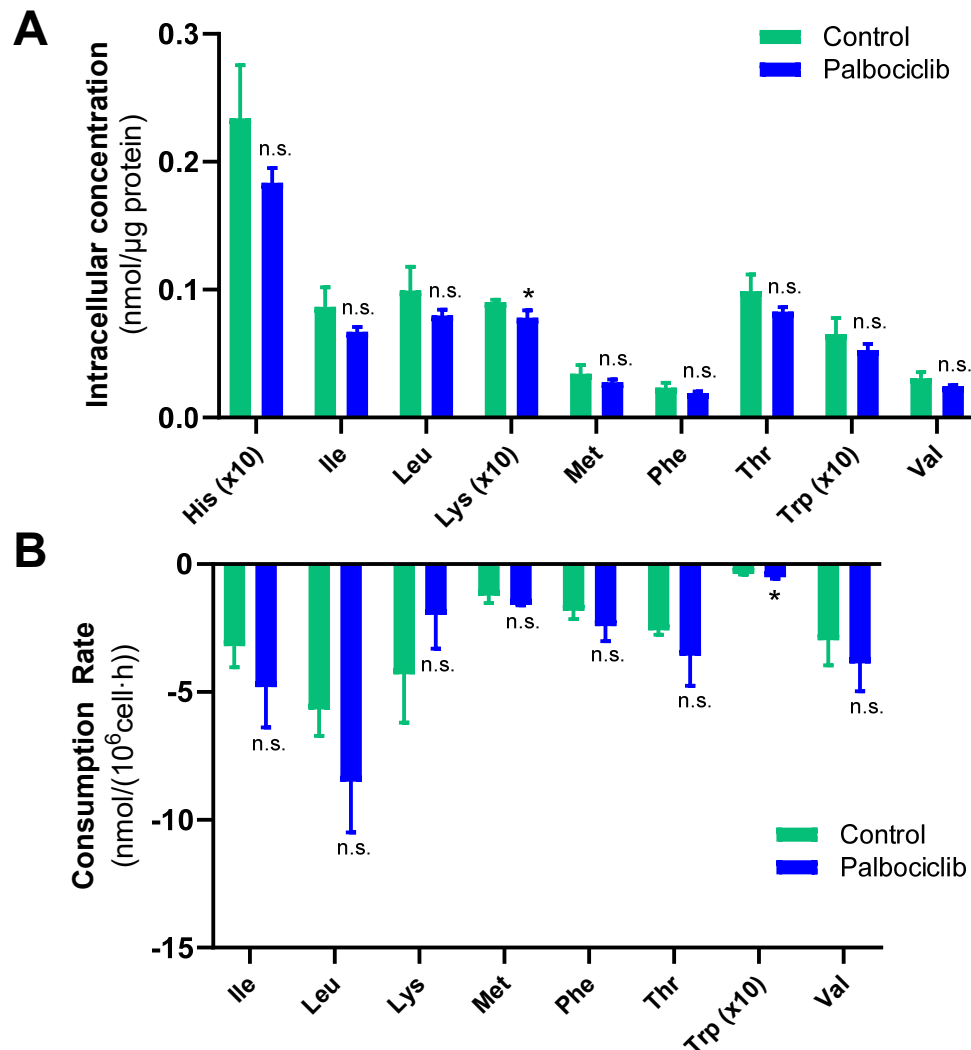 A
Intracellular concentration
(nmol/µg protein)
0.3
0.2
0.1
0.0
Control
Palbociclib
n.s.
n.s.
n.s.
*
n.s.
n.s.
n.s.
n.s.
n.s.
His (x10)
Ile
Leu
Lys (x10)
Met
Phe
Thr
Trp (x10)
Val
B
Consumption Rate
(nmol/(10⁶cell·h))
0
-5
-10
-15
n.s.
n.s.
n.s.
n.s.
n.s.
n.s.
*
n.s.
Control
Palbociclib
Ile
Leu
Lys
Met
Phe
Thr
Trp (x10)
Val